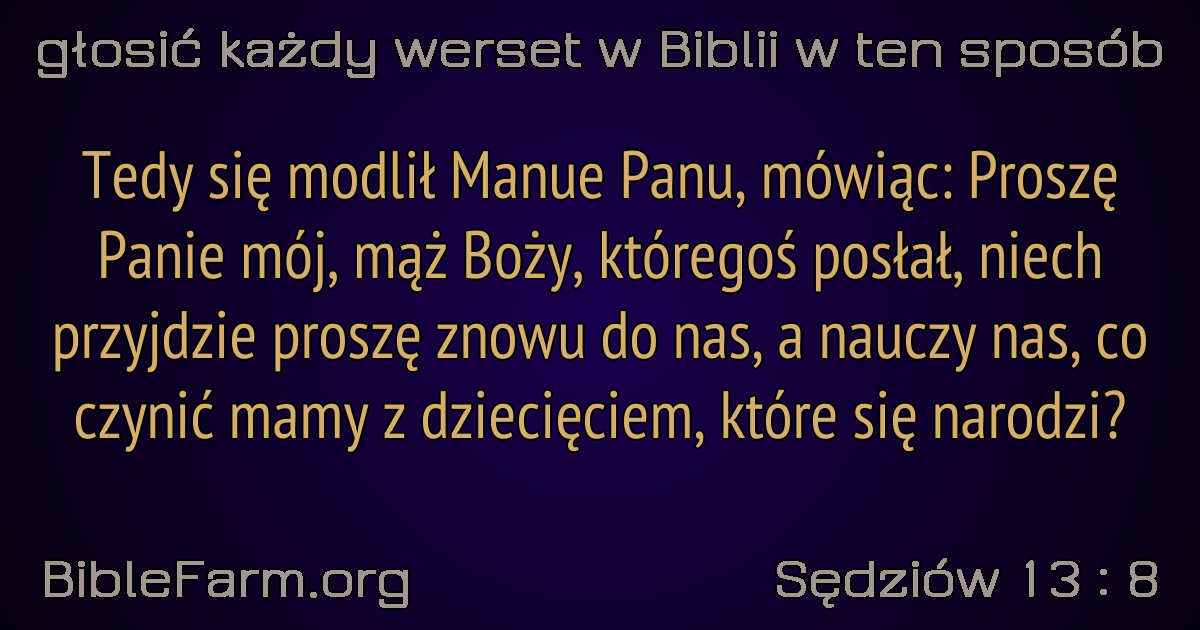 głosić każdy werset w Biblii w ten sposób
Tedy się modlił Manue Panu, mówiąc: Proszę
Panie mój, mąż Boży, któregoś posłał, niech
przyjdzie proszę znowu do nas, a nauczy nas, co
czynić mamy z dziecięciem, które się narodzi?
BibleFarm.org
Sędziów 13 : 8